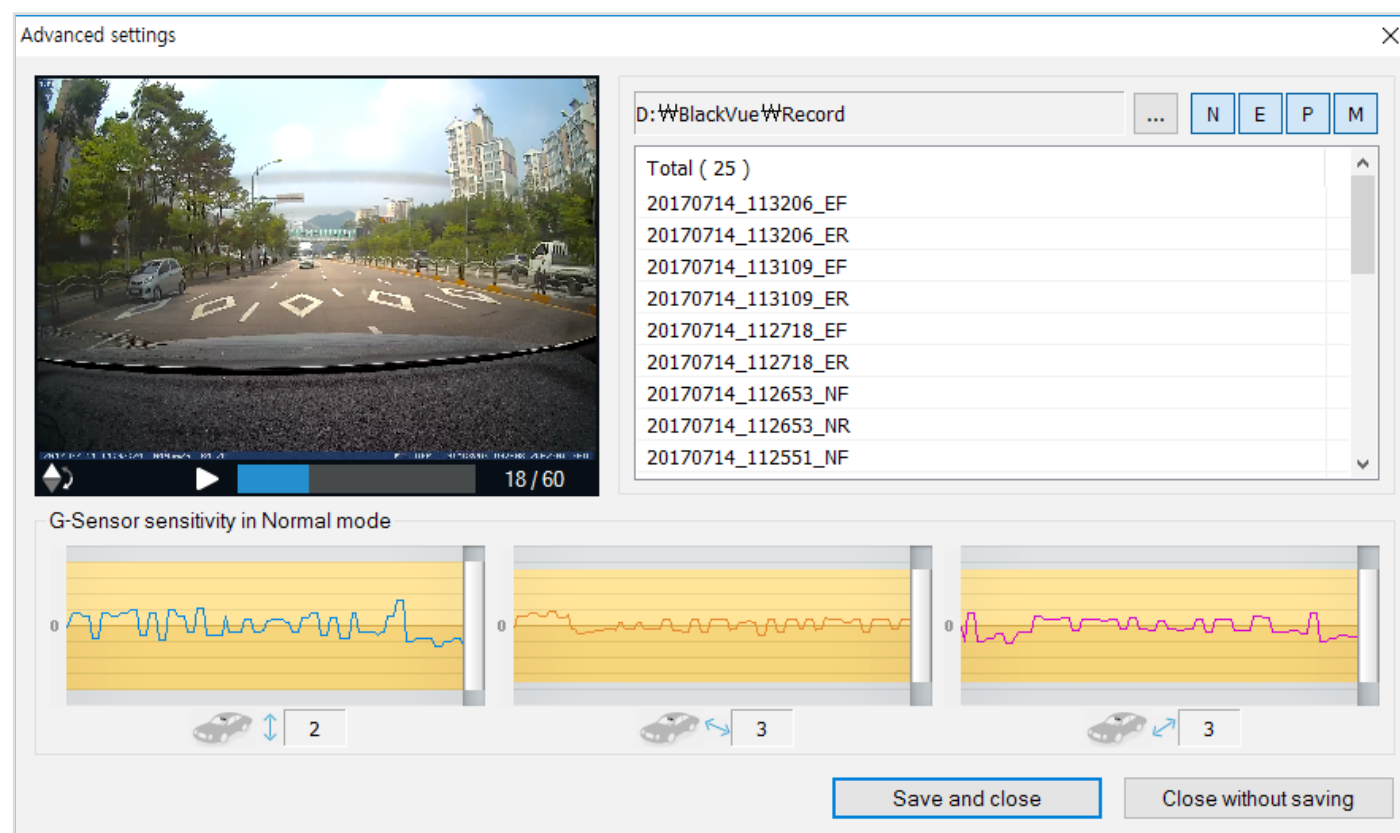 Advanced settings
D:₩BlackVue₩Record
... N E P M
Total ( 25 )
20170714_113206_EF
20170714_113206_ER
20170714_113109_EF
20170714_113109_ER
20170714_112718_EF
20170714_112718_ER
20170714_112653_NF
20170714_112653_NR
20170714_112551_NF
18 / 60
G-Sensor sensitivity in Normal mode
0
0
0
2
3
3
Save and close
Close without saving